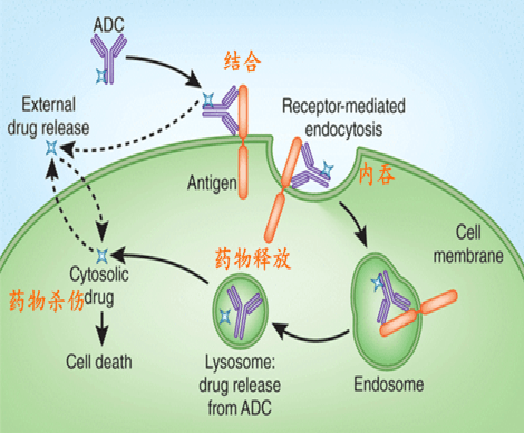 ADC
结合
External
drug release
Receptor-mediated
endocytosis
Antigen
内吞
Cell
membrane
药物释放
Cytosolic
drug
药物杀伤
Cell death
Lysosome:
drug release
from ADC
Endosome